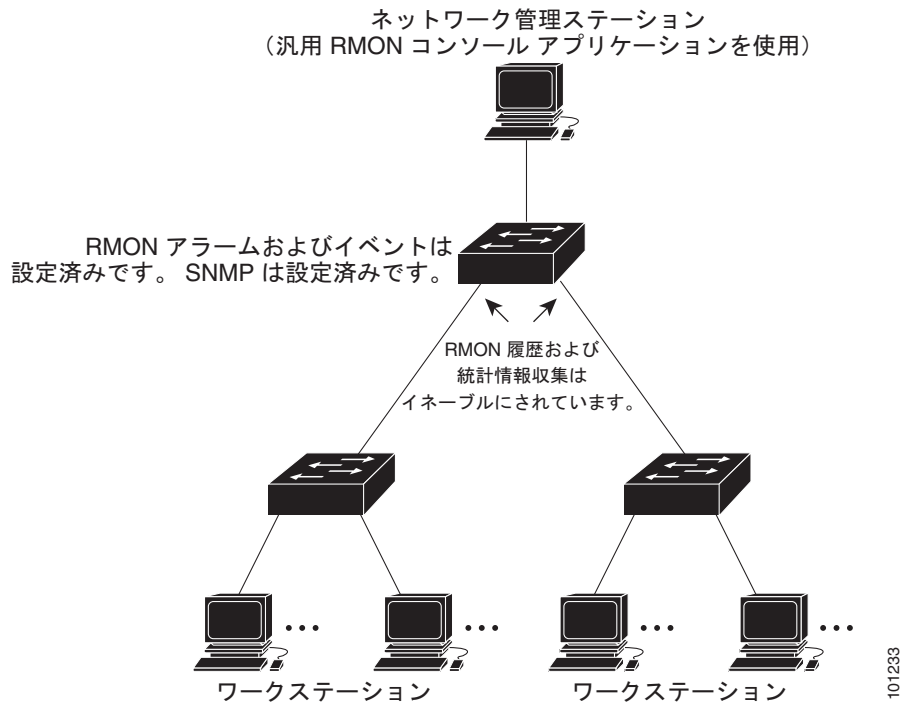 ネットワーク管理ステーション
（汎用 RMON コンソール アプリケーションを使用）
RMON アラームおよびイベントは
設定済みです。 SNMP は設定済みです。
RMON 履歴および
統計情報収集は
イネーブルにされています。
ワークステーション
ワークステーション
101233